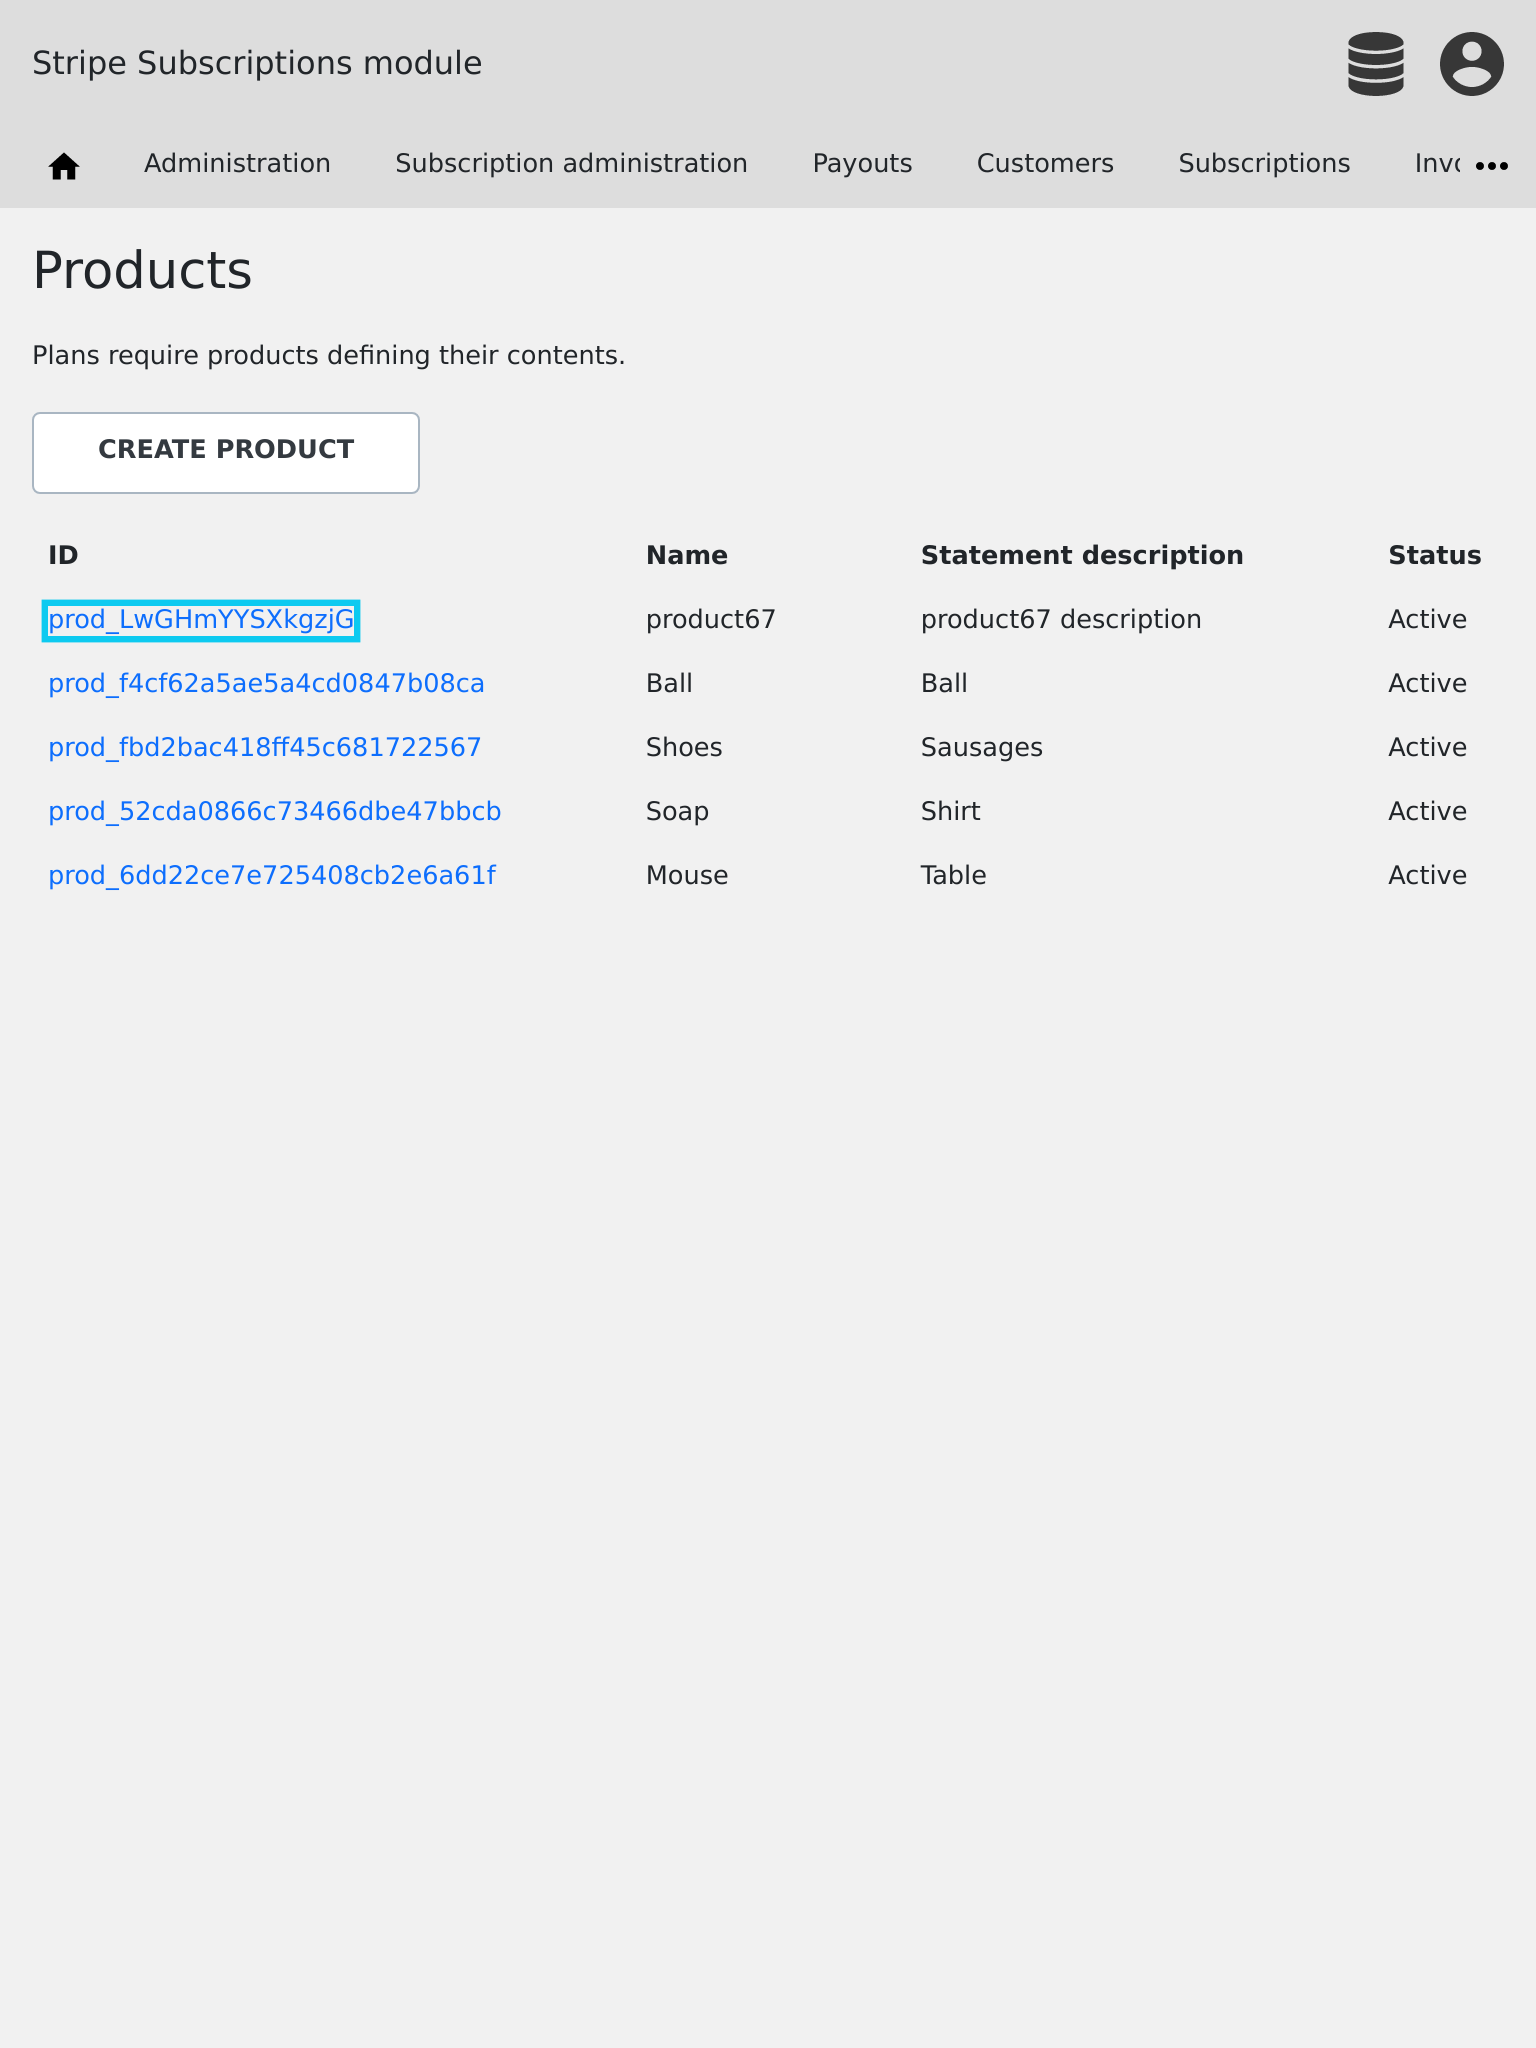 Stripe Subscriptions module
Administration Subscription administration Payouts Customers Subscriptions
Products
Plans require products defining their contents.
CREATE PRODUCT
ID Name Statement description Status
prod_LwGHmYYSXkgzjG product67 product67 description Active
prod_f4cf62a5ae5a4cd0847b08ca Ball Ball Active
prod_fbd2bac418ff45c681722567 Shoes Sausages Active
prod_52cda0866c73466dbe47bbcb Soap Shirt Active
prod_6dd22ce7e725408cb2e6a61f Mouse Table Active